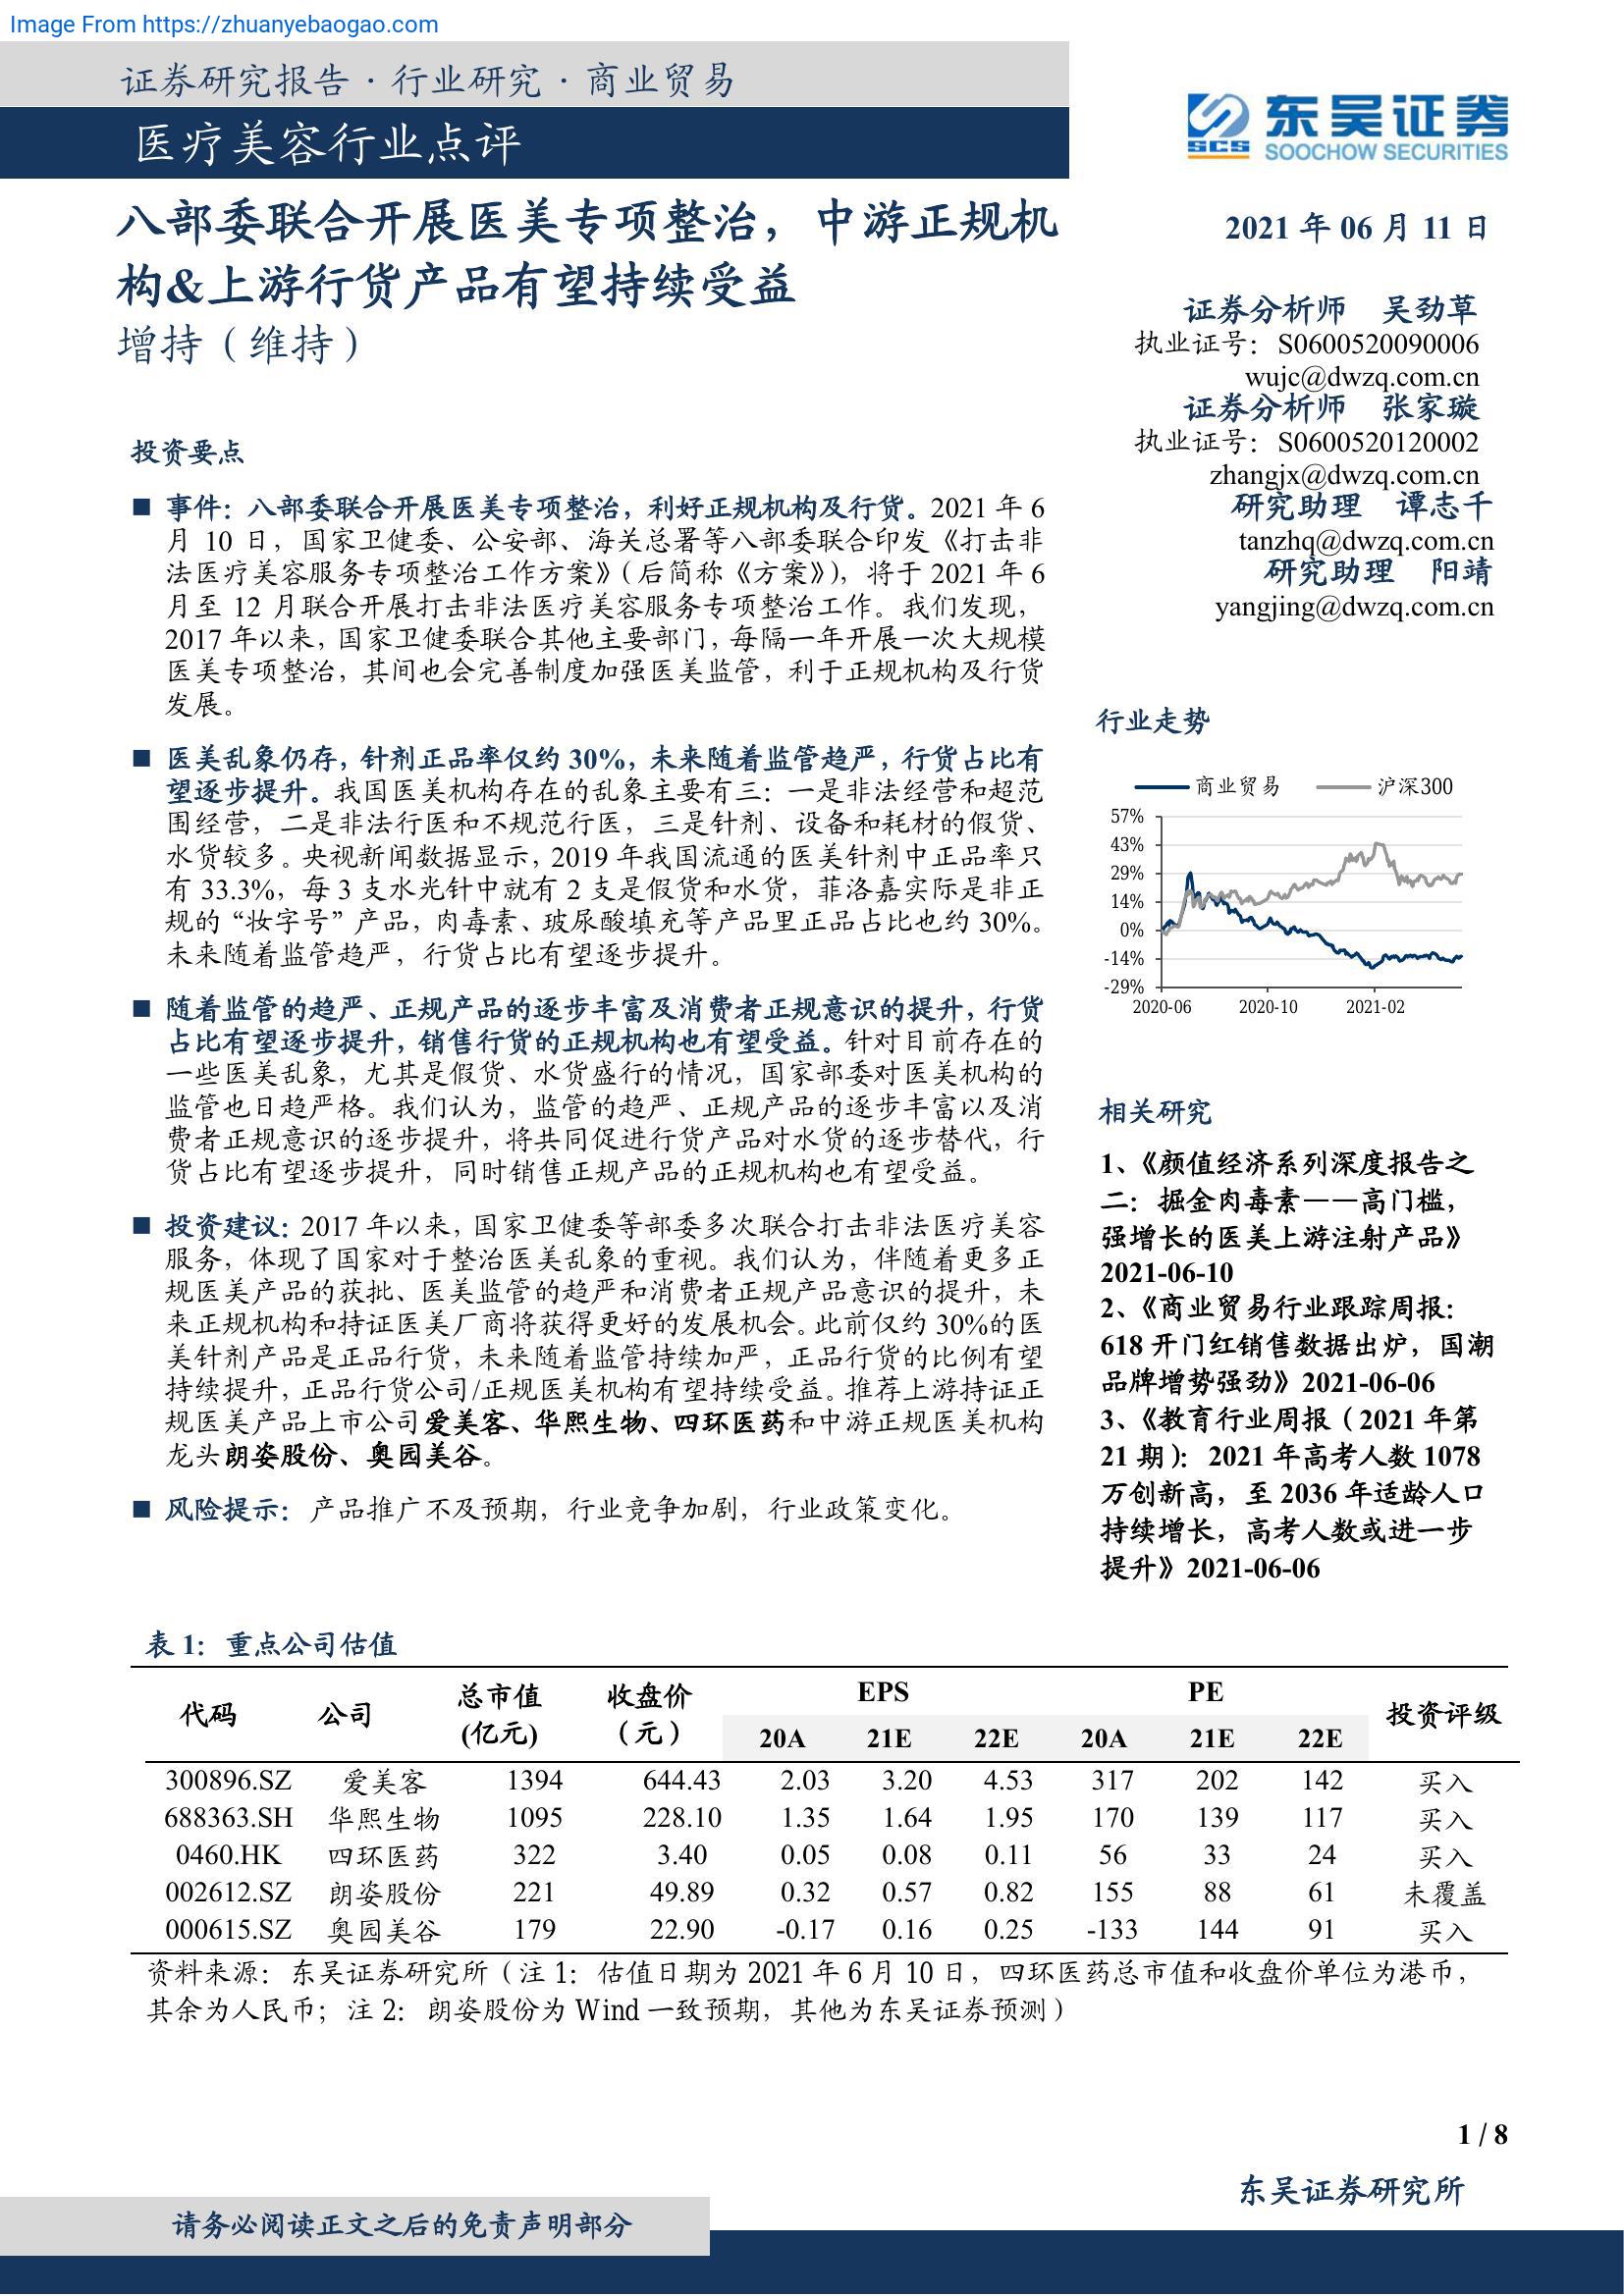 Image From https://zhuanyebaogao.com
证券研究报告·行业研究·商业贸易
医疗美容行业点评
东吴证券
SCS
SOOCHOW SECURITIES
八部委联合开展医美专项整治，中游正规机
构&上游行货产品有望持续受益
增持（维持）
2021 年 06 月 11 日
证券分析师 吴劲草
执业证号：S0600520090006
wujc@dwzq.com.cn
证券分析师 张家璇
执业证号：S0600520120002
zhangjx@dwzq.com.cn
研究助理 谭志千
tanzhq@dwzq.com.cn
研究助理 阳靖
yangjing@dwzq.com.cn
投资要点
■ 事件：八部委联合开展医美专项整治，利好正规机构及行货。2021 年 6
月 10 日，国家卫健委、公安部、海关总署等八部委联合印发《打击非
法医疗美容服务专项整治工作方案》（后简称《方案》），将于 2021 年 6
月至 12 月联合开展打击非法医疗美容服务专项整治工作。我们发现，
2017 年以来，国家卫健委联合其他主要部门，每隔一年开展一次大规模
医美专项整治，其间也会完善制度加强医美监管，利于正规机构及行货
发展。
■ 医美乱象仍存，针剂正品率仅约 30%，未来随着监管趋严，行货占比有
望逐步提升。我国医美机构存在的乱象主要有三：一是非法经营和超范
围经营，二是非法行医和不规范行医，三是针剂、设备和耗材的假货、
水货较多。央视新闻数据显示，2019 年我国流通的医美针剂中正品率只
有 33.3%，每 3 支水光针中就有 2 支是假货和水货，菲洛嘉实际是非正
规的“妆字号”产品，肉毒素、玻尿酸填充等产品里正品占比也约 30%。
未来随着监管趋严，行货占比有望逐步提升。
■ 随着监管的趋严、正规产品的逐步丰富及消费者正规意识的提升，行货
占比有望逐步提升，销售行货的正规机构也有望受益。针对目前存在的
一些医美乱象，尤其是假货、水货盛行的情况，国家部委对医美机构的
监管也日趋严格。我们认为，监管的趋严、正规产品的逐步丰富以及消
费者正规意识的逐步提升，将共同促进行货产品对水货的逐步替代，行
货占比有望逐步提升，同时销售正规产品的正规机构也有望受益。
■ 投资建议：2017 年以来，国家卫健委等部委多次联合打击非法医疗美容
服务，体现了国家对于整治医美乱象的重视。我们认为，伴随着更多正
规医美产品的获批、医美监管的趋严和消费者正规产品意识的提升，未
来正规机构和持证医美厂商将获得更好的发展机会。此前仅约 30%的医
美针剂产品是正品行货，未来随着监管持续加严，正品行货的比例有望
持续提升，正品行货公司/正规医美机构有望持续受益。推荐上游持证正
规医美产品上市公司爱美客、华熙生物、四环医药和中游正规医美机构
龙头朗姿股份、奥园美谷。
■ 风险提示：产品推广不及预期，行业竞争加剧，行业政策变化。
行业走势
商业贸易 沪深300
57%
43%
29%
14%
0%
-14%
-29%
2020-06 2020-10 2021-02
相关研究
1、《颜值经济系列深度报告之
二：掘金肉毒素——高门槛，
强增长的医美上游注射产品》
2021-06-10
2、《商业贸易行业跟踪周报：
618 开门红销售数据出炉，国潮
品牌增势强劲》2021-06-06
3、《教育行业周报（2021 年第
21 期）：2021 年高考人数 1078
万创新高，至 2036 年适龄人口
持续增长，高考人数或进一步
提升》2021-06-06
表 1：重点公司估值
代码 公司 总市值(亿元) 收盘价（元） EPS PE 投资评级
20A 21E 22E 20A 21E 22E
300896.SZ 爱美客 1394 644.43 2.03 3.20 4.53 317 202 142 买入
688363.SH 华熙生物 1095 228.10 1.35 1.64 1.95 170 139 117 买入
0460.HK 四环医药 322 3.40 0.05 0.08 0.11 56 33 24 买入
002612.SZ 朗姿股份 221 49.89 0.32 0.57 0.82 155 88 61 未覆盖
000615.SZ 奥园美谷 179 22.90 -0.17 0.16 0.25 -133 144 91 买入
资料来源：东吴证券研究所（注 1：估值日期为 2021 年 6 月 10 日，四环医药总市值和收盘价单位为港币，
其余为人民币；注 2：朗姿股份为 Wind 一致预期，其他为东吴证券预测）
1 / 8
东吴证券研究所
请务必阅读正文之后的免责声明部分